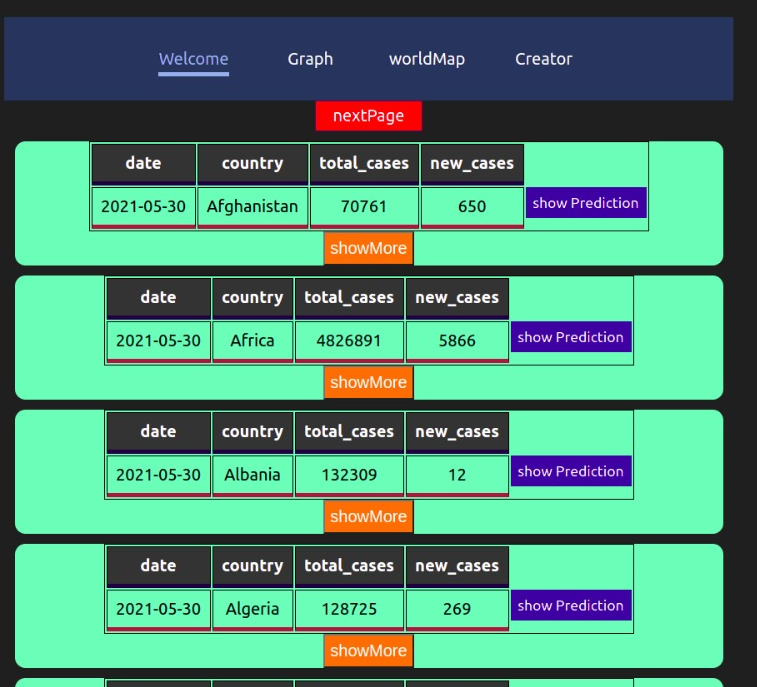 Welcome Graph worldMap Creator
nextPage
date country total_cases new_cases
2021-05-30 Afghanistan 70761 650 show Prediction
showMore
date country total_cases new_cases
2021-05-30 Africa 4826891 5866 show Prediction
showMore
date country total_cases new_cases
2021-05-30 Albania 132309 12 show Prediction
showMore
date country total_cases new_cases
2021-05-30 Algeria 128725 269 show Prediction
showMore